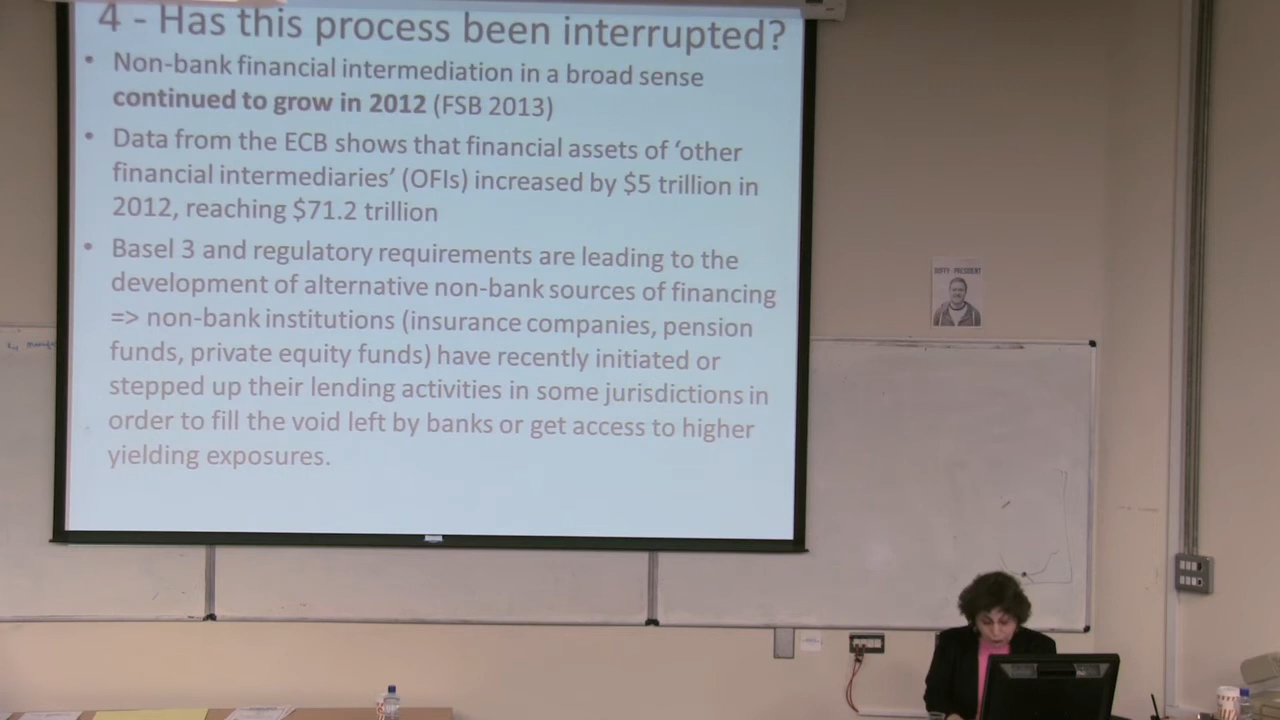 4 - Has this process been interrupted?
• Non-bank financial intermediation in a broad sense
continued to grow in 2012 (FSB 2013)
• Data from the ECB shows that financial assets of ‘other
financial intermediaries’ (OFIs) increased by $5 trillion in
2012, reaching $71.2 trillion
• Basel 3 and regulatory requirements are leading to the
development of alternative non-bank sources of financing
=> non-bank institutions (insurance companies, pension
funds, private equity funds) have recently initiated or
stepped up their lending activities in some jurisdictions in
order to fill the void left by banks or get access to higher
yielding exposures.
PRESIDENT